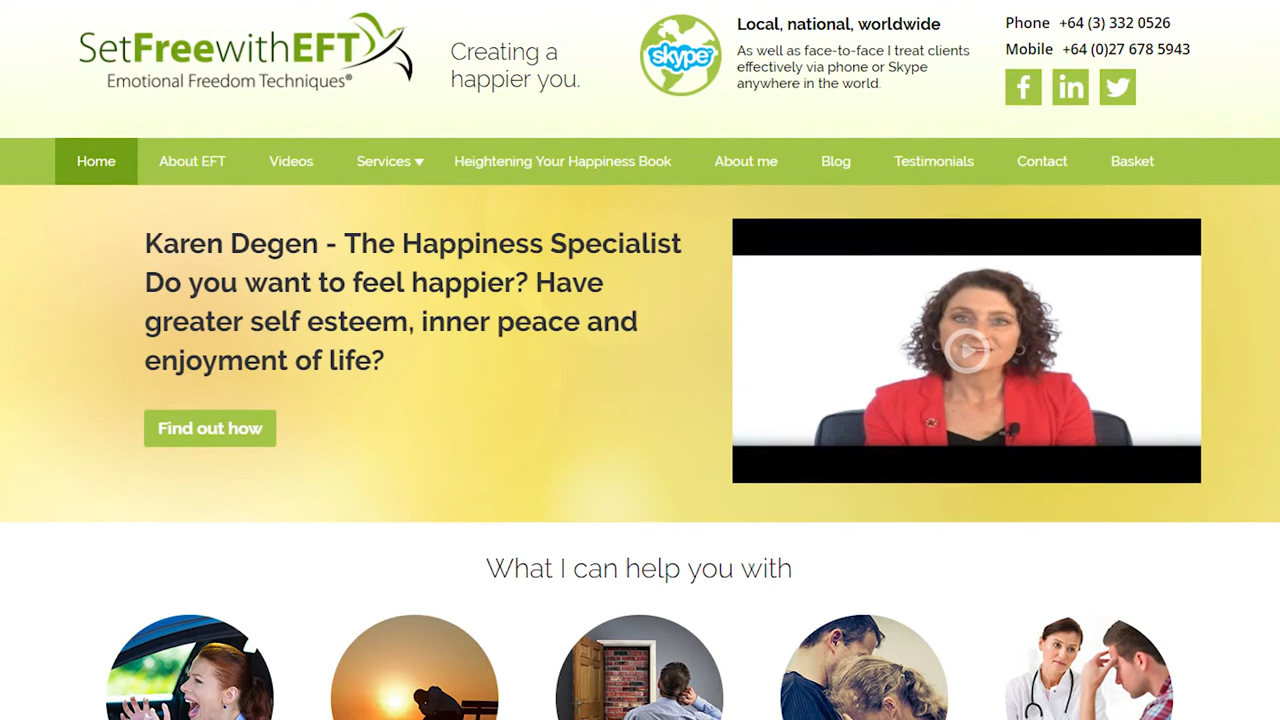 SetFreewithEFT
Emotional Freedom Techniques®
Creating a
happier you.
skype
Local, national, worldwide
As well as face-to-face I treat clients
effectively via phone or Skype
anywhere in the world.
Phone +64 (3) 332 0526
Mobile +64 (0)27 678 5943
Home About EFT Videos Services Heightening Your Happiness Book About me Blog Testimonials Contact Basket
Karen Degen - The Happiness Specialist
Do you want to feel happier? Have
greater self esteem, inner peace and
enjoyment of life?
Find out how
What I can help you with